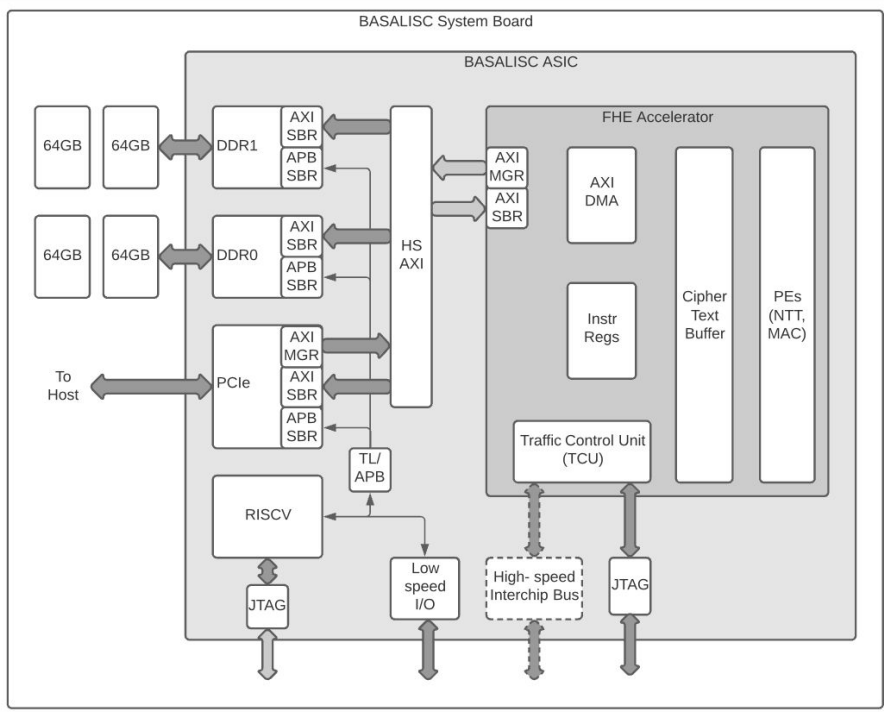 BASALISC System Board
BASALISC ASIC
64GB
64GB
DDR1
AXI
SBR
APB
SBR
64GB
64GB
DDR0
AXI
SBR
APB
SBR
To
Host
PCIe
AXI
MGR
AXI
SBR
APB
SBR
HS
AXI
TL/
APB
RISCV
JTAG
Low
speed
I/O
FHE Accelerator
AXI
MGR
AXI
SBR
AXI
DMA
Instr
Regs
Cipher
Text
Buffer
PEs
(NTT,
MAC)
Traffic Control Unit
(TCU)
High- speed
Interchip Bus
JTAG